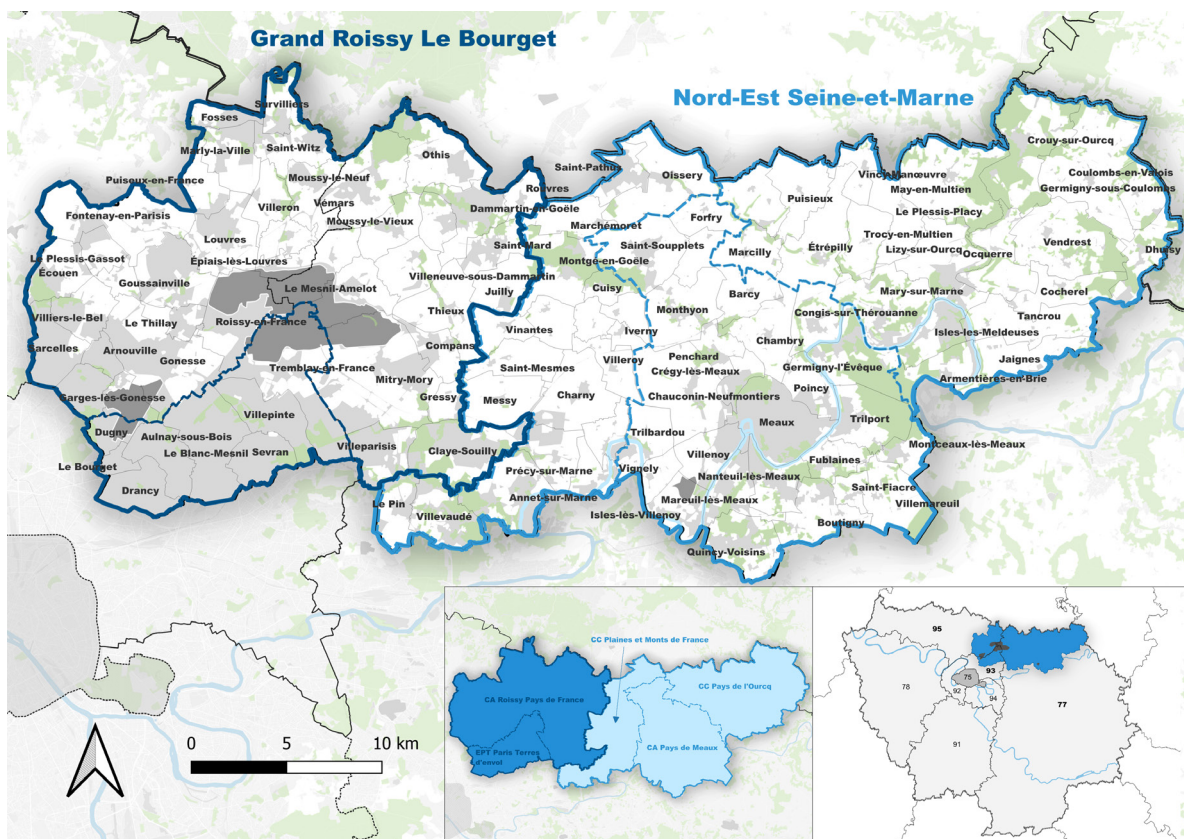 Grand Roissy Le Bourget
Nord-Est Seine-et-Marne
Survilliers
Fosses
Crouy-sur-Ourcq
Marly-la-Ville
Saint-Witz
Othis
Saint-Pathus
Oissery
Vincy-Manœuvre
Coulombs-en-Valois
Puisoux-en-France
Moussy-le-Neuf
Rouvres
May-en-Multien
Germigny-sous-Coulombs
Villeron
Vémars
Puisieux
Fontenay-en-Parisis
Moussy-le-Vieux
Dammartin-en-Goële
Le Plessis-Placy
Marchémoret
Forfry
Louvres
Saint-Mard
Saint-Soupplets
Marcilly
Étrépilly
Trocy-en-Multien
Vendrest
Dhuisy
Lizy-sur-Ourcq
Ocquerre
Le Plessis-Gassot
Épiais-lès-Louvres
Montgé-en-Goële
Écouen
Goussainville
Villeneuve-sous-Dammartin
Le Mesnil-Amelot
Juilly
Cuisy
Barcy
Mary-sur-Marne
Cocherel
Villiers-le-Bel
Le Thillay
Roissy-en-France
Thieux
Monthyon
Congis-sur-Thérouanne
Tancrou
Vinantes
Iverny
Isles-les-Meldeuses
Sarcelles
Arnouville
Gonesse
Compans
Chambry
Villeroy
Penchard
Jaignes
Tremblay-en-France
Saint-Mesmes
Crégy-lès-Meaux
Germigny-l'Évêque
Mitry-Mory
Armentières-en-Brie
Garges-lès-Gonesse
Gressy
Messy
Charny
Chauconin-Neufmontiers
Poincy
Villepinte
Meaux
Trilport
Dugny
Aulnay-sous-Bois
Villeparisis
Trilbardou
Montceaux-lès-Meaux
Le Blanc-Mesnil
Sevran
Claye-Souilly
Villenoy
Fublaines
Le Bourget
Précy-sur-Marne
Vignely
Nanteuil-lès-Meaux
Drancy
Saint-Fiacre
Le Pin
Annet-sur-Marne
Mareuil-lès-Meaux
Villemareuil
Villevaudé
Isles-lès-Villenoy
Boutigny
Quincy-Voisins
0 5 10 km
CC Plaines et Monts de France
CC Pays de l'Ourcq
CA Roissy Pays de France
EPT Paris Terres
d'envol
CA Pays de Meaux
95
93
75
78
92
94
77
91